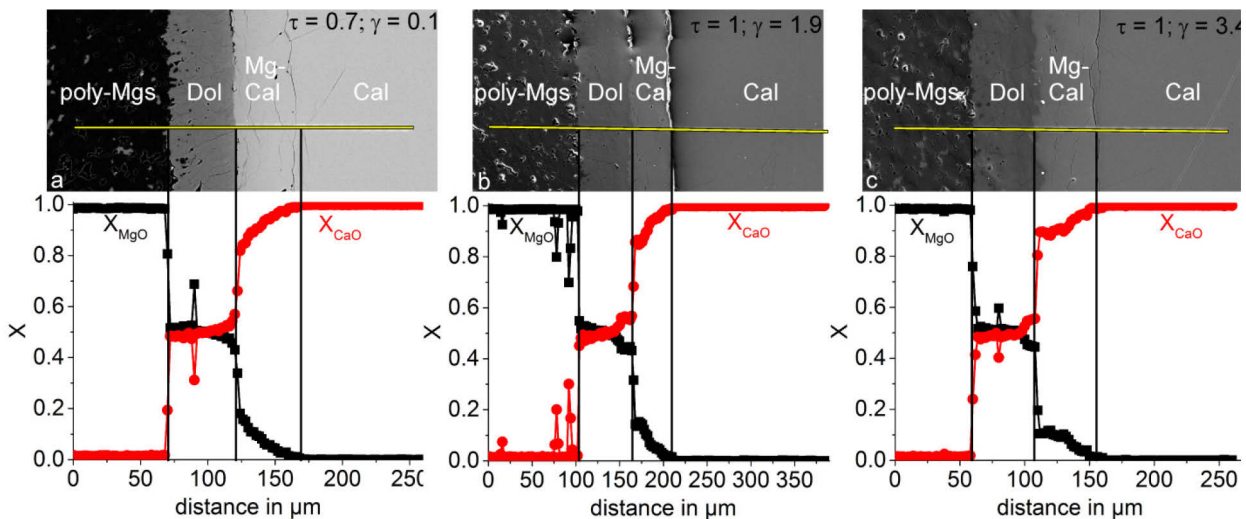 τ = 0.7; γ = 0.1
Mg-
Cal
poly-Mgs
Dol
Cal
a
1.0
0.8
0.6
0.4
0.2
0.0
X
X_MgO
X_CaO
0
50
100
150
200
250
distance in µm
τ = 1; γ = 1.9
Mg-
Cal
poly-Mgs
Dol
Cal
b
1.0
0.8
0.6
0.4
0.2
0.0
X
X_MgO
X_CaO
0
50
100
150
200
250
300
350
distance in µm
τ = 1; γ = 3.4
Mg-
Cal
poly-Mgs
Dol
Cal
c
1.0
0.8
0.6
0.4
0.2
0.0
X
X_MgO
X_CaO
0
50
100
150
200
250
distance in µm